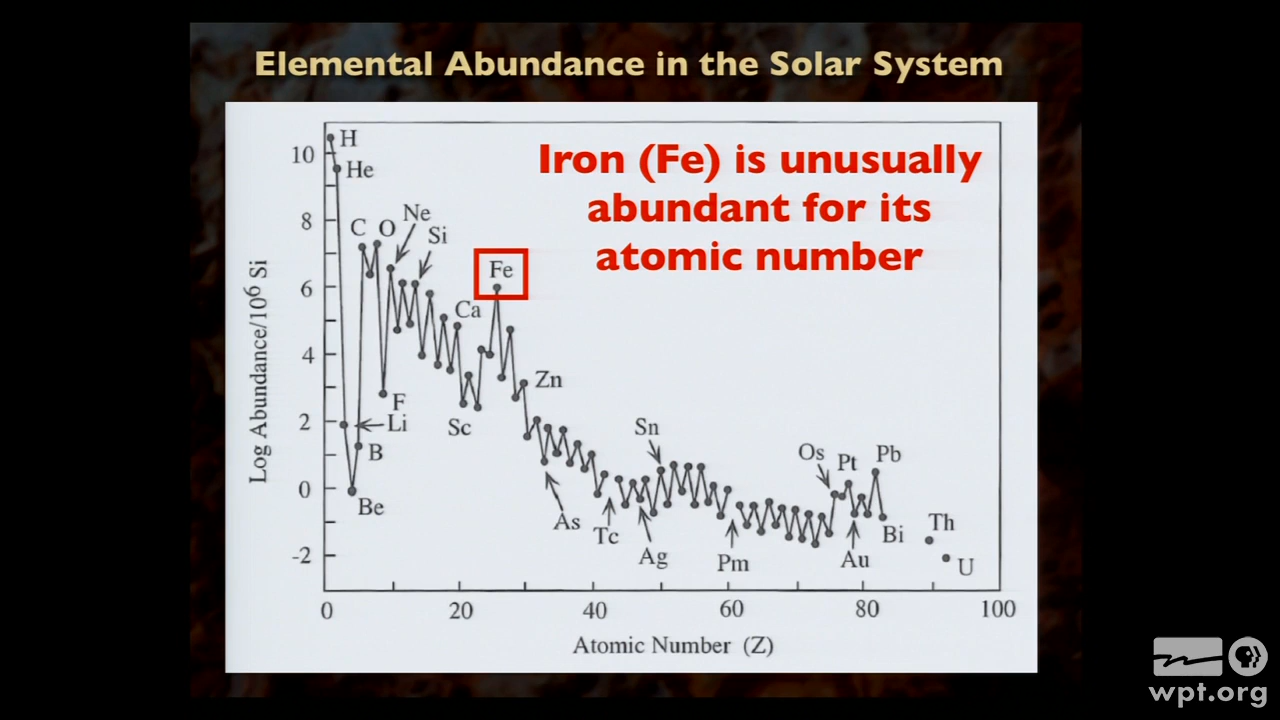 Elemental Abundance in the Solar System
Iron (Fe) is unusually
abundant for its
atomic number
Log Abundance/10⁶ Si
10
8
6
4
2
0
-2
H
He
C
O
Ne
Si
Fe
Ca
F
Li
B
Be
Sc
Zn
As
Tc
Sn
Ag
Pm
Os
Pt
Pb
Au
Bi
Th
U
0
20
40
60
80
100
Atomic Number (Z)
PBS
wpt.org